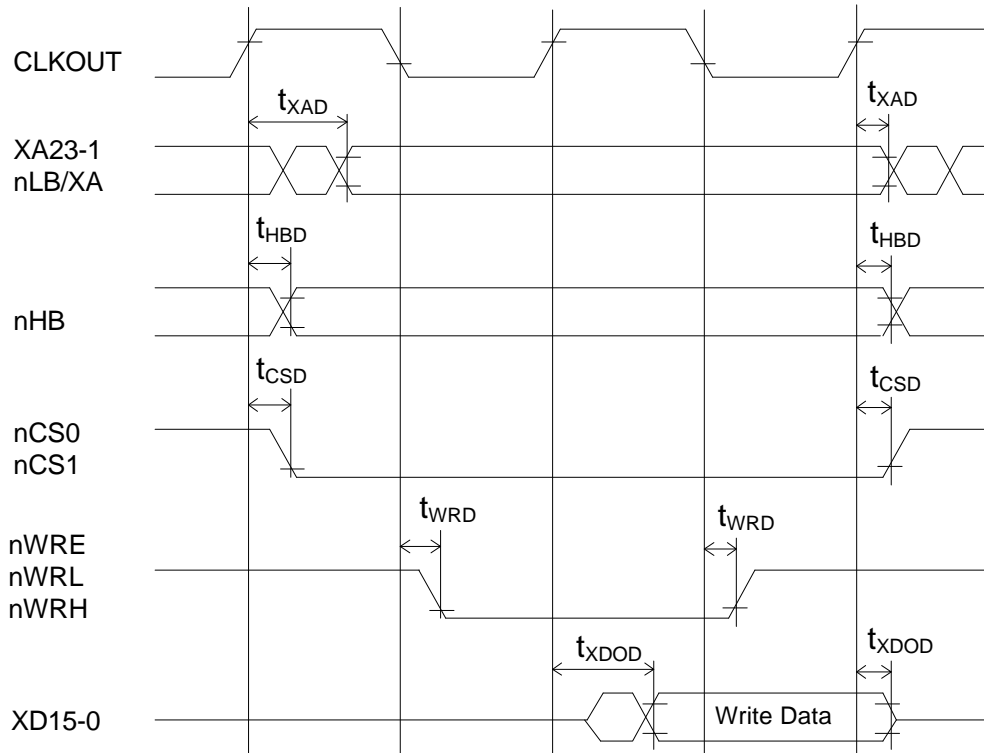 CLKOUT
tXAD
tXAD
XA23-1
nLB/XA
tHBD
tHBD
nHB
tCSD
tCSD
nCS0
nCS1
tWRD
tWRD
nWRE
nWRL
nWRH
tXDOD
tXDOD
XD15-0
Write Data